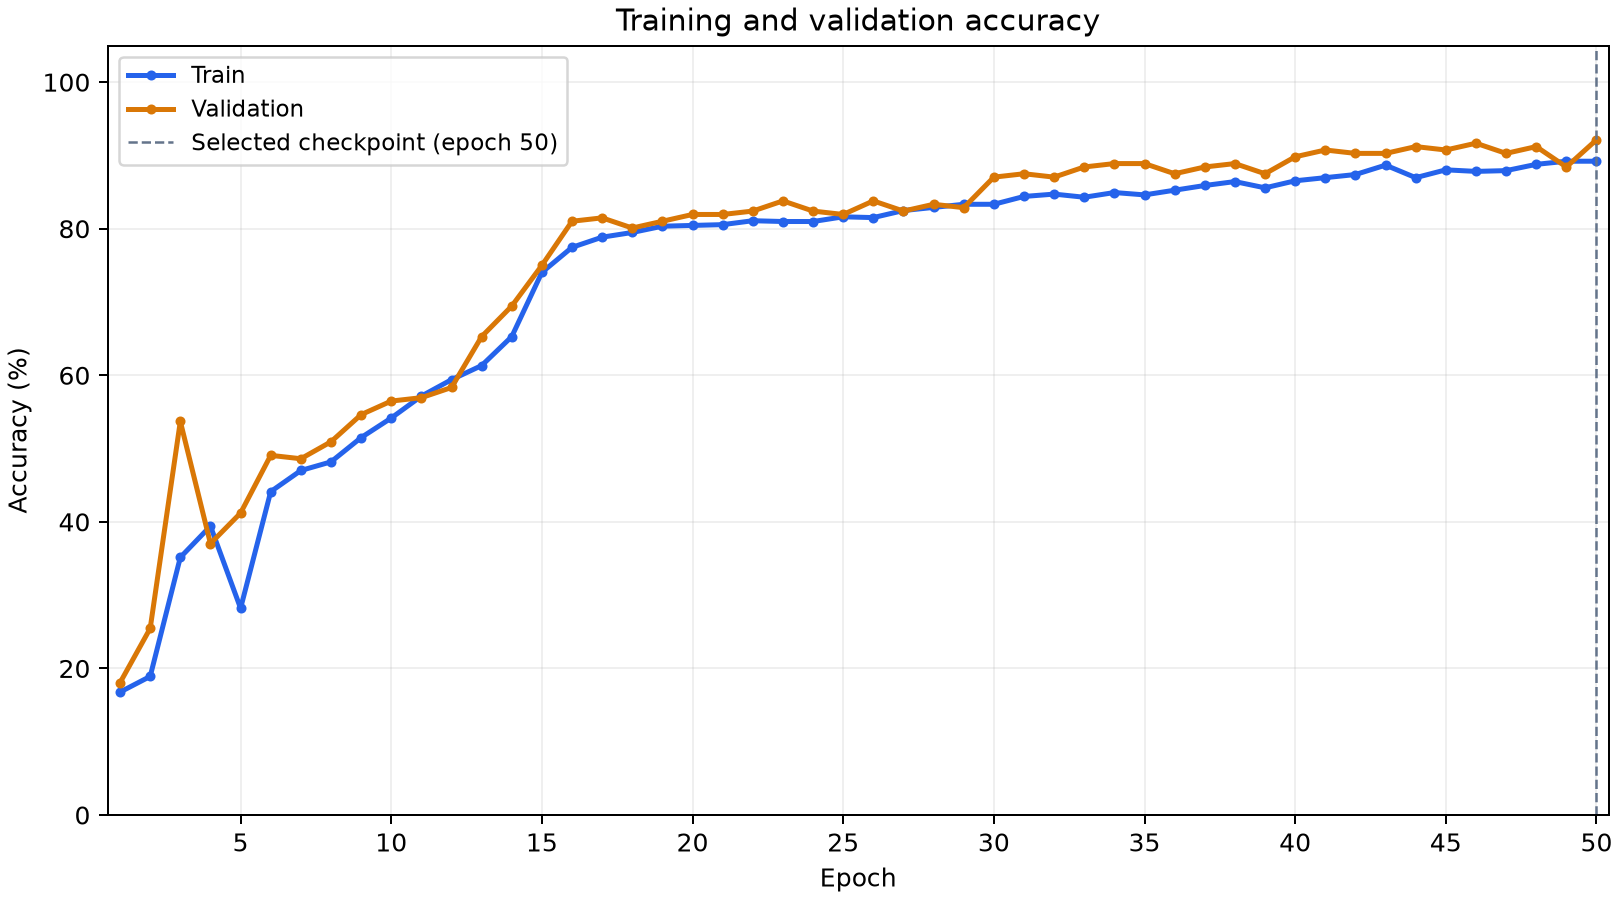 Training and validation accuracy
Train
Validation
Selected checkpoint (epoch 50)
Accuracy (%)
100
80
60
40
20
0
5 10 15 20 25 30 35 40 45 50
Epoch